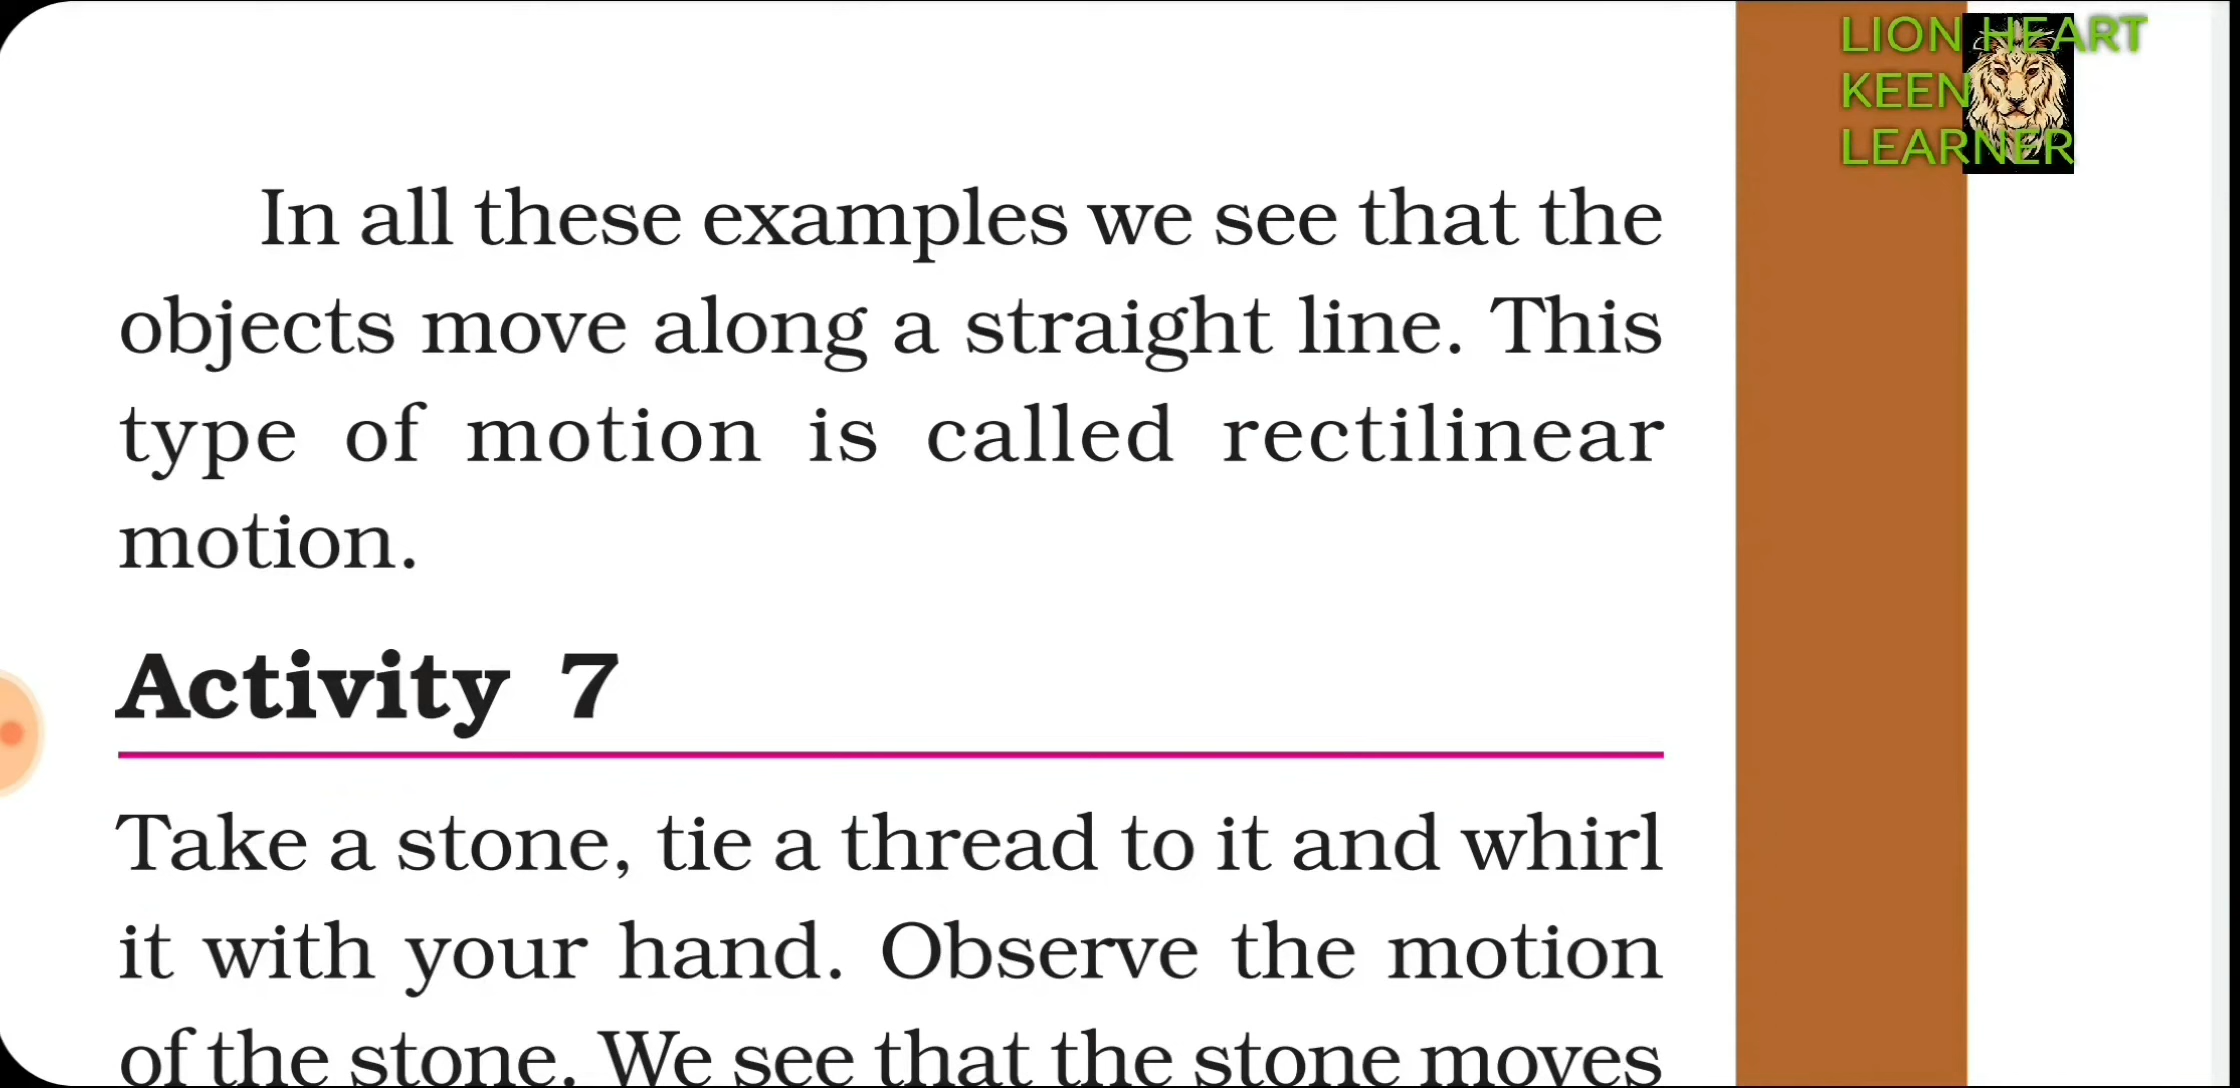 LION HEART
KEEN
LEARNER
In all these examples we see that the
objects move along a straight line. This
type of motion is called rectilinear
motion.
Activity 7
Take a stone, tie a thread to it and whirl
it with your hand. Observe the motion
of the stone. We see that the stone moves